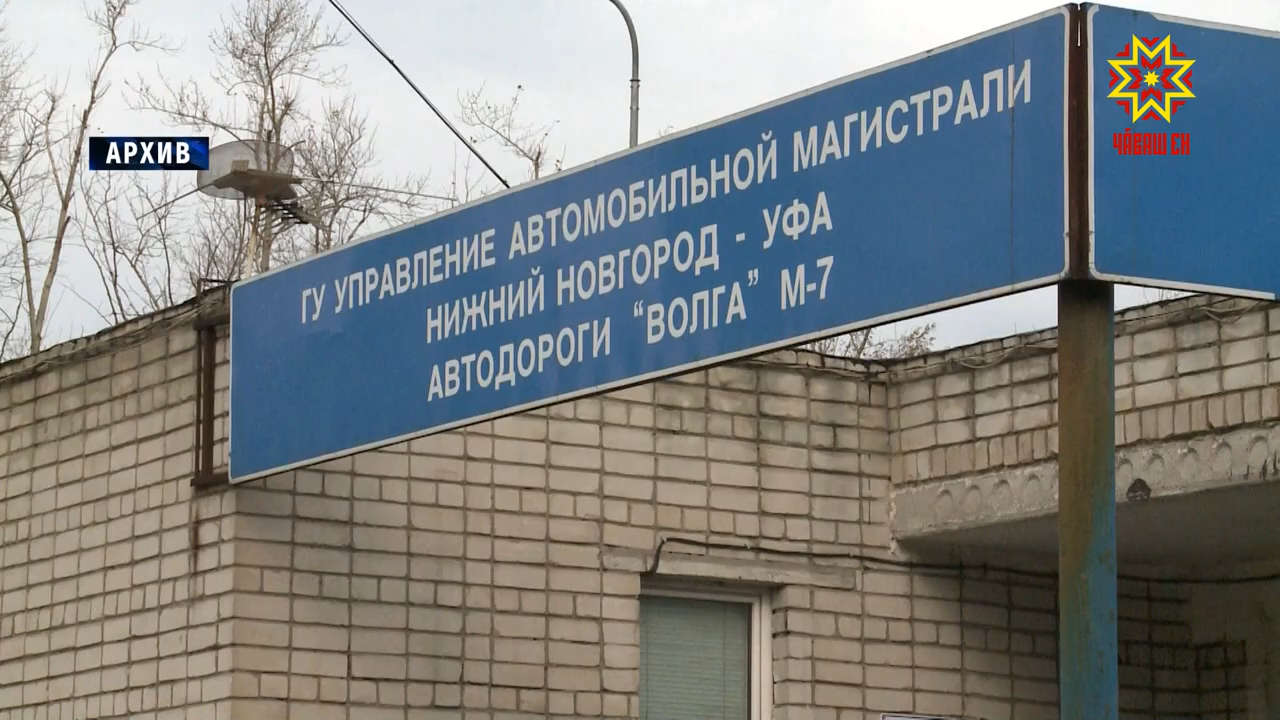 АРХИВ
ЧӐВАШ ЕН
ГУ УПРАВЛЕНИЕ АВТОМОБИЛЬНОЙ МАГИСТРАЛИ
НИЖНИЙ НОВГОРОД - УФА
АВТОДОРОГИ “ВОЛГА” М-7